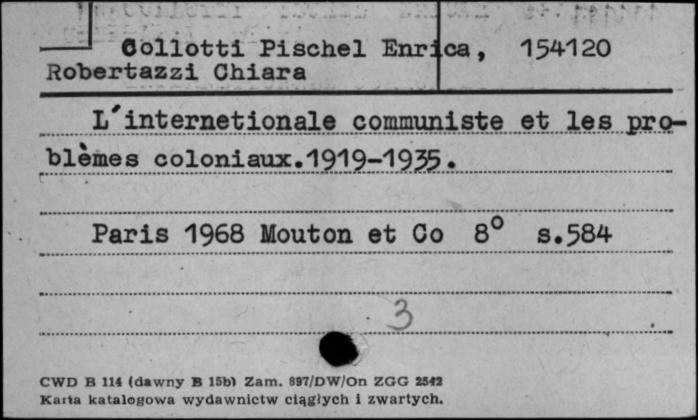 Collotti Pischel Enrica, 154120
Robertazzi Chiara
L'internetionale communiste et les pro-
blèmes coloniaux.1919-1935.
Paris 1968 Mouton et Co 8° s.584
3
CWD B 114 (dawny B 15b) Zam. 897/DW/On ZGG 2542
Karta katalogowa wydawnictw ciągłych i zwartych.